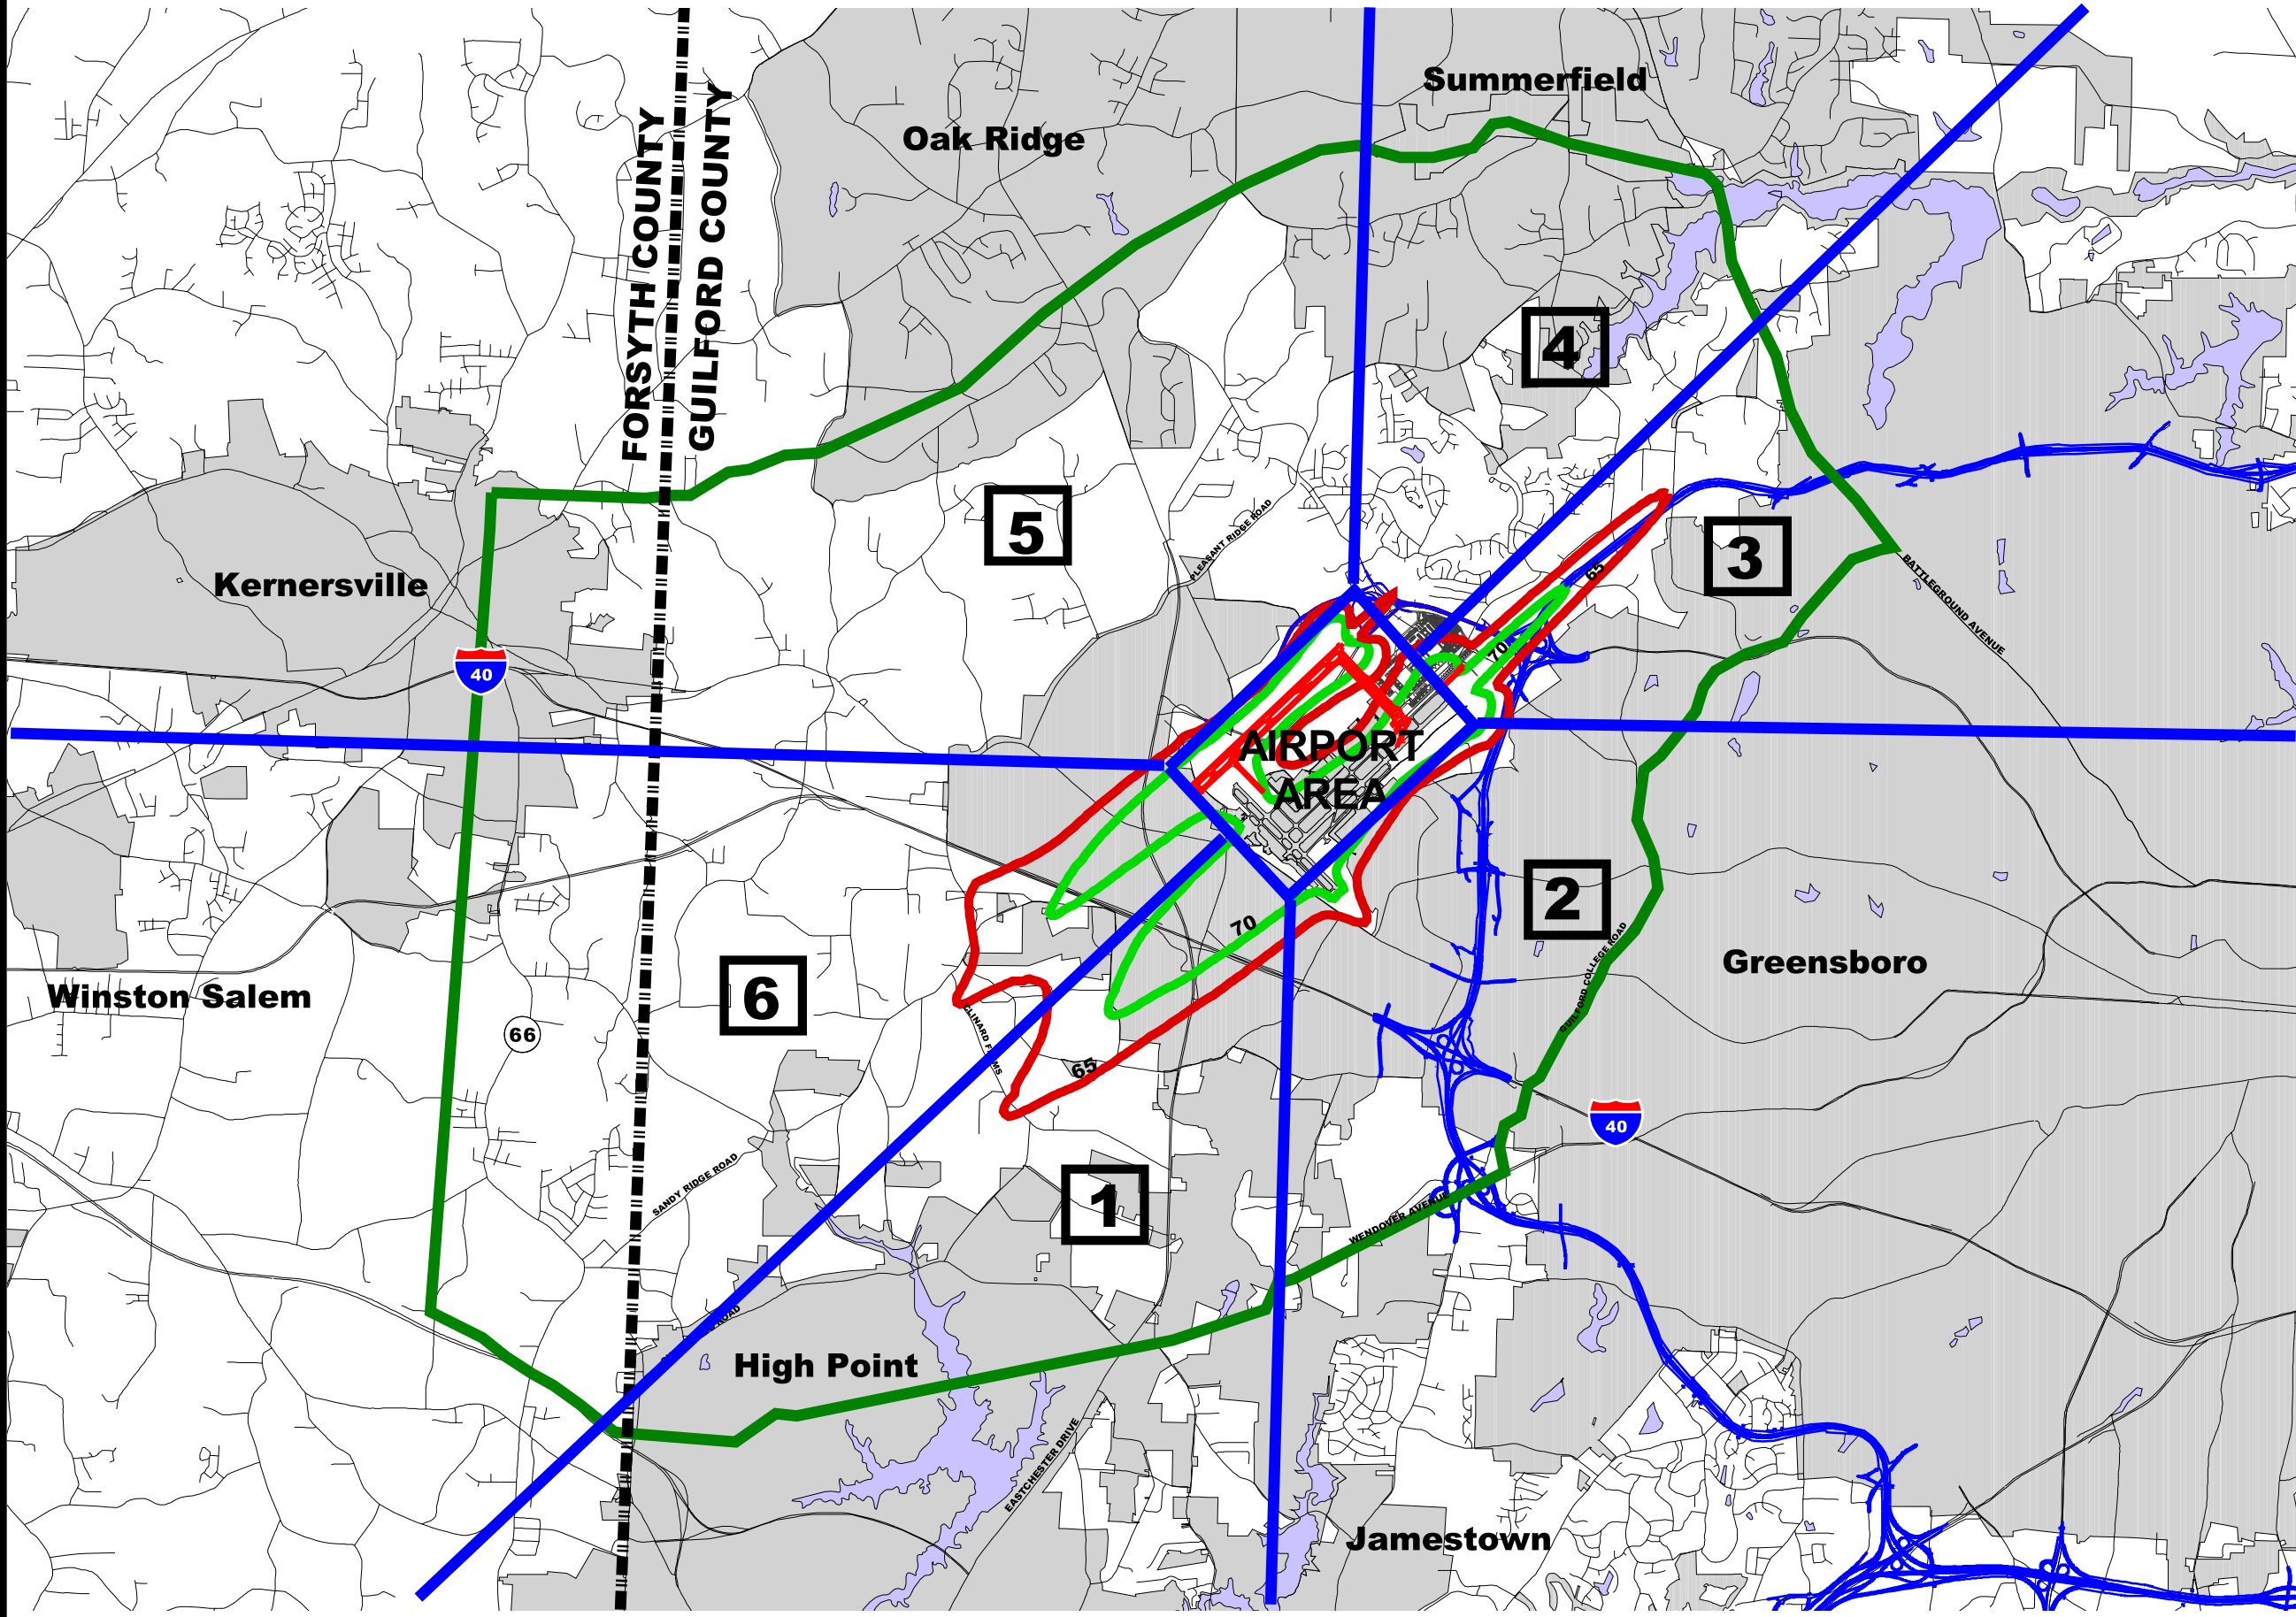 Summerfield
Oak Ridge
FORSYTH COUNTY
GUILFORD COUNTY
4
5
3
PLEASANT RIDGE ROAD
65
BATTLEGROUND AVENUE
Kernersville
40
70
AIRPORT
AREA
2
70
GUILFORD COLLEGE ROAD
Greensboro
6
Winston Salem
66
65
40
SANDY RIDGE ROAD
1
WENDOVER AVENUE
ROAD
High Point
EASTCHESTER DRIVE
Jamestown